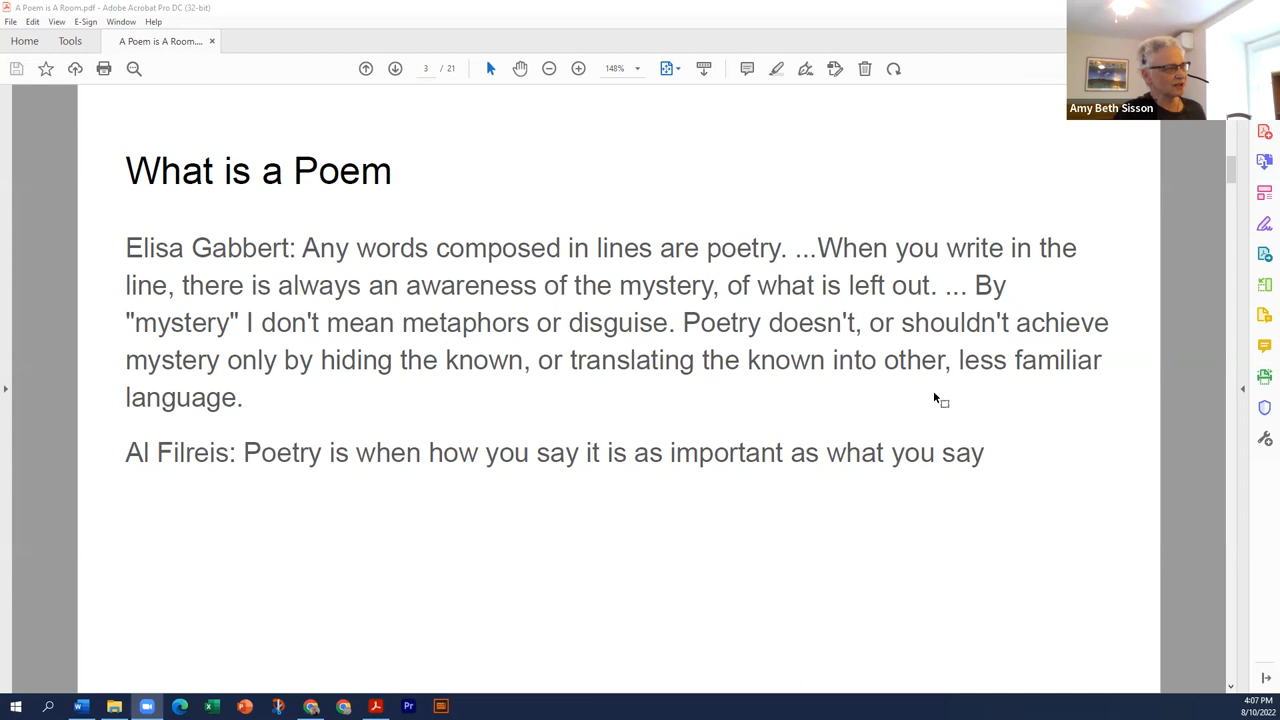 A Poem is A Room.pdf - Adobe Acrobat Pro DC (32-bit)
File Edit View E-Sign Window Help
Home Tools A Poem is A Room....
3 / 21 148%
Amy Beth Sisson
What is a Poem
Elisa Gabbert: Any words composed in lines are poetry. ...When you write in the
line, there is always an awareness of the mystery, of what is left out. ... By
"mystery" I don't mean metaphors or disguise. Poetry doesn't, or shouldn't achieve
mystery only by hiding the known, or translating the known into other, less familiar
language.
Al Filreis: Poetry is when how you say it is as important as what you say
4:07 PM
8/10/2022